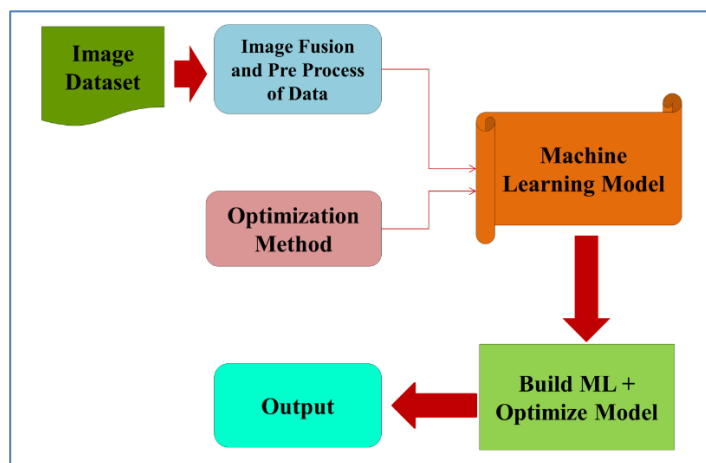 Image
Dataset
Image Fusion
and Pre Process
of Data
Machine
Learning Model
Optimization
Method
Build ML +
Optimize Model
Output